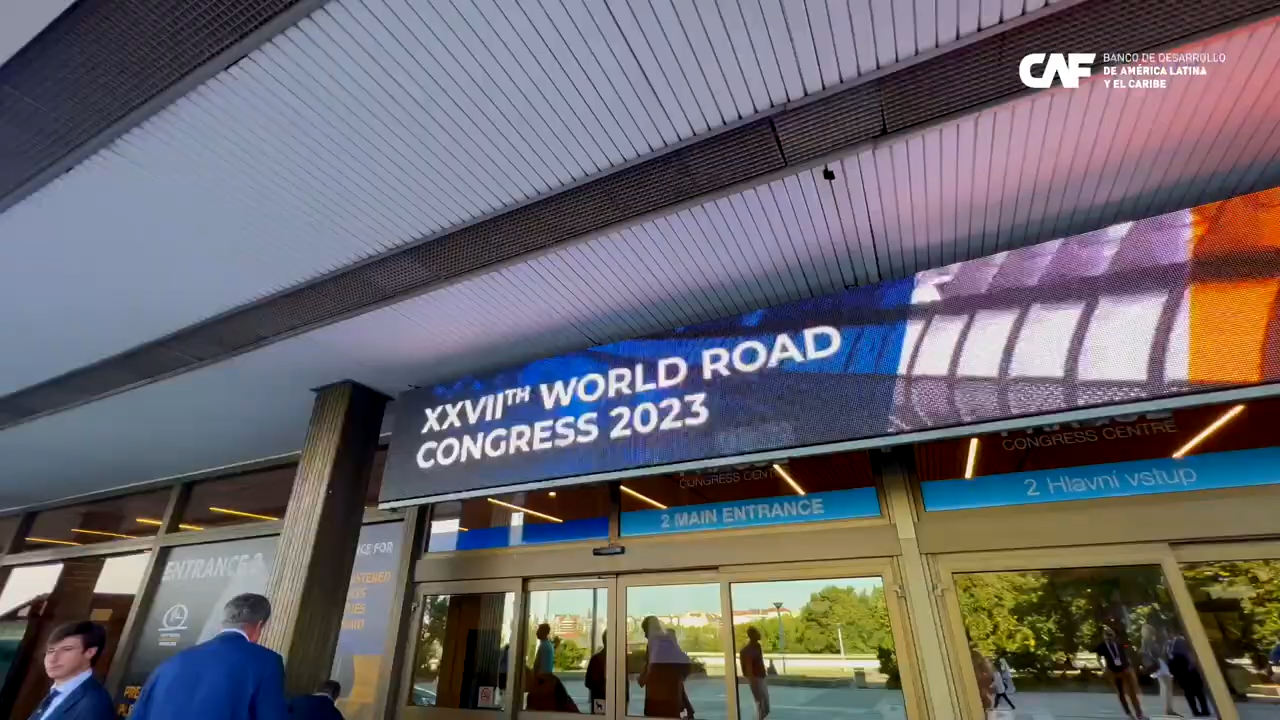 CAF
BANCO DE DESARROLLO
DE AMÉRICA LATINA
Y EL CARIBE
XXVIITH WORLD ROAD
CONGRESS 2023
CONGRESS CENTRE
CONGRESS CENTRE
2 Hlavní vstup
2 MAIN ENTRANCE
ENTRANCE 2